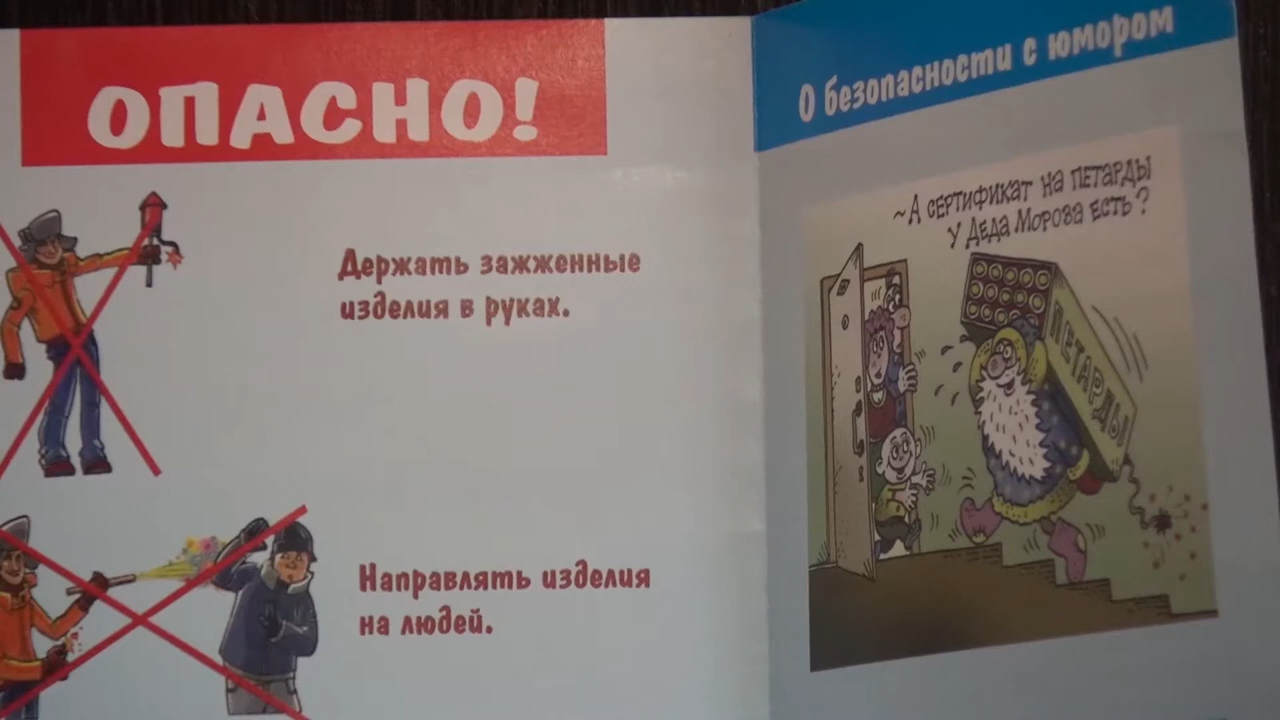 ОПАСНО!
Держать зажженные
изделия в руках.
Направлять изделия
на людей.
О безопасности с юмором
~А СЕРТИФИКАТ НА ПЕТАРДЫ
У ДЕДА МОРОЗА ЕСТЬ?
ПЕТАРДЫ